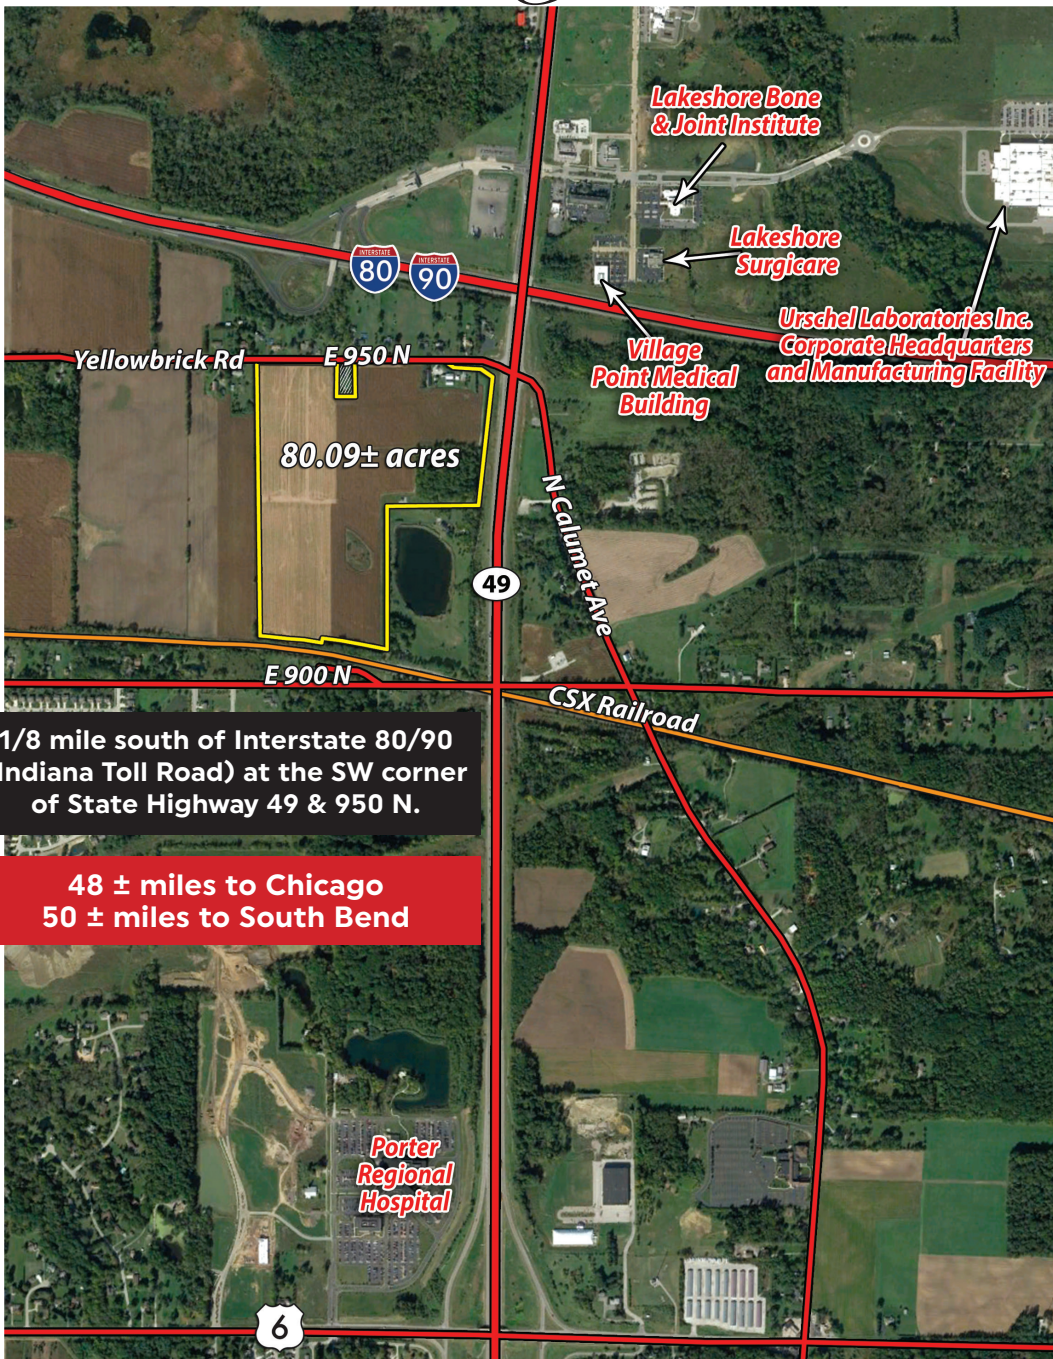 Lakeshore Bone
& Joint Institute
Lakeshore
Surgicare
INTERSTATE
80
INTERSTATE
90
Urschel Laboratories Inc.
Corporate Headquarters
and Manufacturing Facility
Village
Point Medical
Building
Yellowbrick Rd
E 950 N
80.09± acres
N Calumet Ave
49
E 900 N
CSX Railroad
1/8 mile south of Interstate 80/90
Indiana Toll Road) at the SW corner
of State Highway 49 & 950 N.
48 ± miles to Chicago
50 ± miles to South Bend
Porter
Regional
Hospital
6